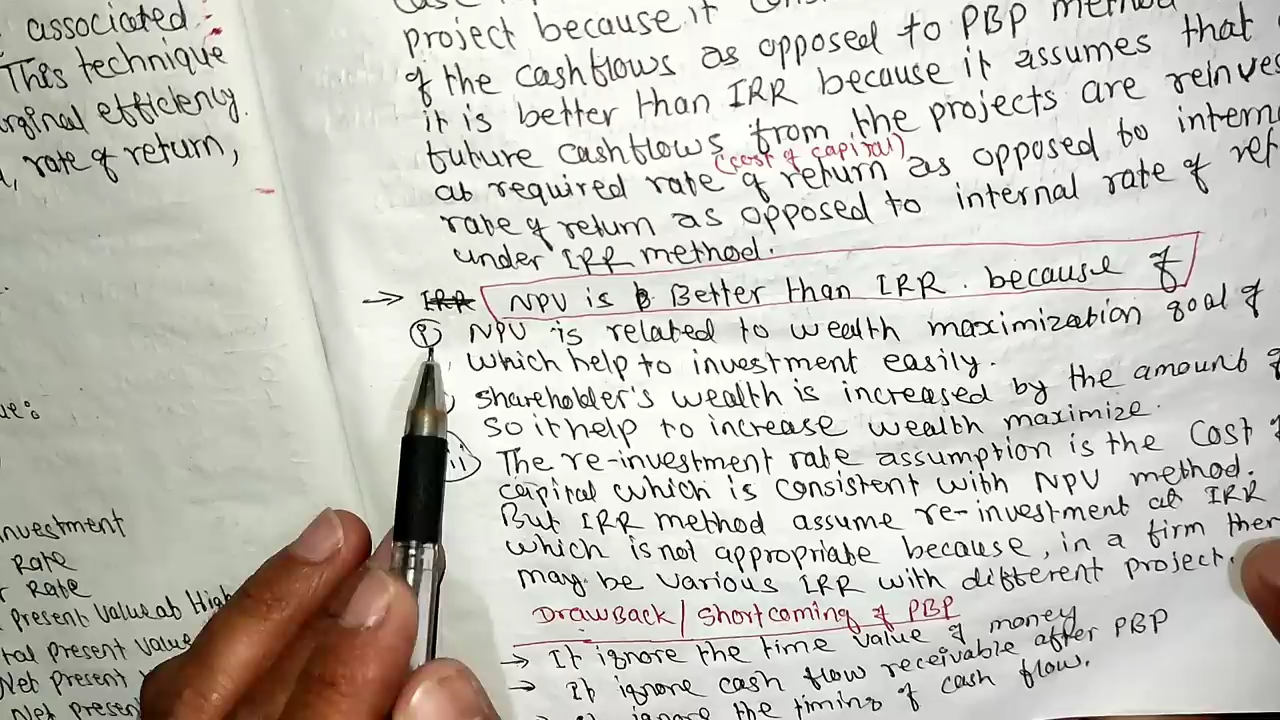 associated
This technique
rginal efficiency.
rate of return,
Rate
Rate
Present Value at High
Present Value
Net Present
Net Presen
project because it
of the cashflows as opposed to PBP method
it is better than IRR because it assumes that
future cashflows from the projects are reinves
(cost of capital)
at required rate of return as opposed to intern
rate of return as opposed to internal rate of ret
under IRR method.
→ IRR NPV is B Better than IRR. because of
(i) NPV is related to wealth maximization goal of
which help to investment easily.
shareholder's wealth is increased by the amount of
So it help to increase wealth maximize.
The re-investment rate assumption is the Cost of
capital which is consistent with NPV method.
But IRR method assume re-investment at IRR
which is not appropriate because, in a firm ther
may be various IRR with different project.
DrawBack / Shortcoming of PBP
→ It ignore the time value of money
→ It ignore cash flow receivable after PBP
ignore the timing of cash flow.